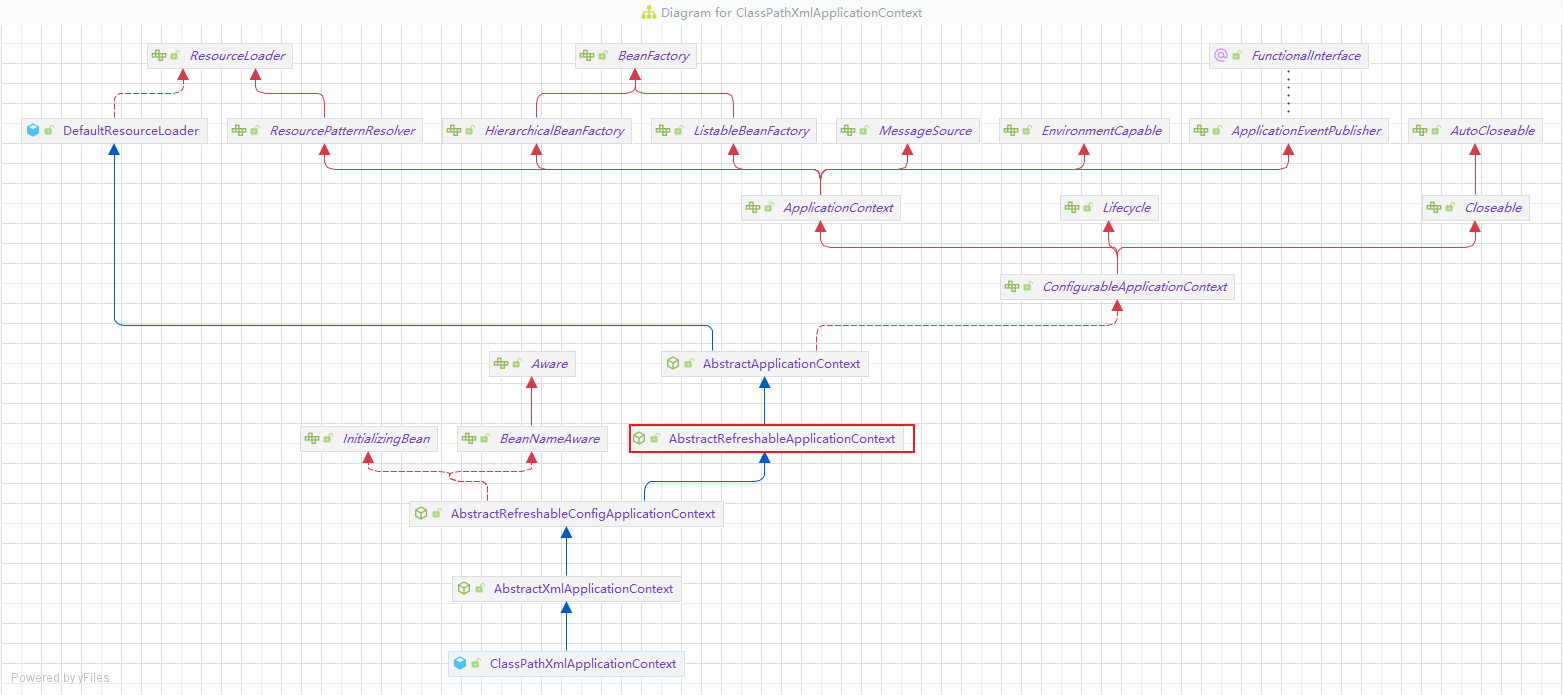 Diagram for ClassPathXmlApplicationContext
ResourceLoader
BeanFactory
FunctionalInterface
DefaultResourceLoader
ResourcePatternResolver
HierarchicalBeanFactory
ListableBeanFactory
MessageSource
EnvironmentCapable
ApplicationEventPublisher
AutoCloseable
ApplicationContext
Lifecycle
Closeable
ConfigurableApplicationContext
Aware
AbstractApplicationContext
InitializingBean
BeanNameAware
AbstractRefreshableApplicationContext
AbstractRefreshableConfigApplicationContext
AbstractXmlApplicationContext
ClassPathXmlApplicationContext
Powered by yFiles